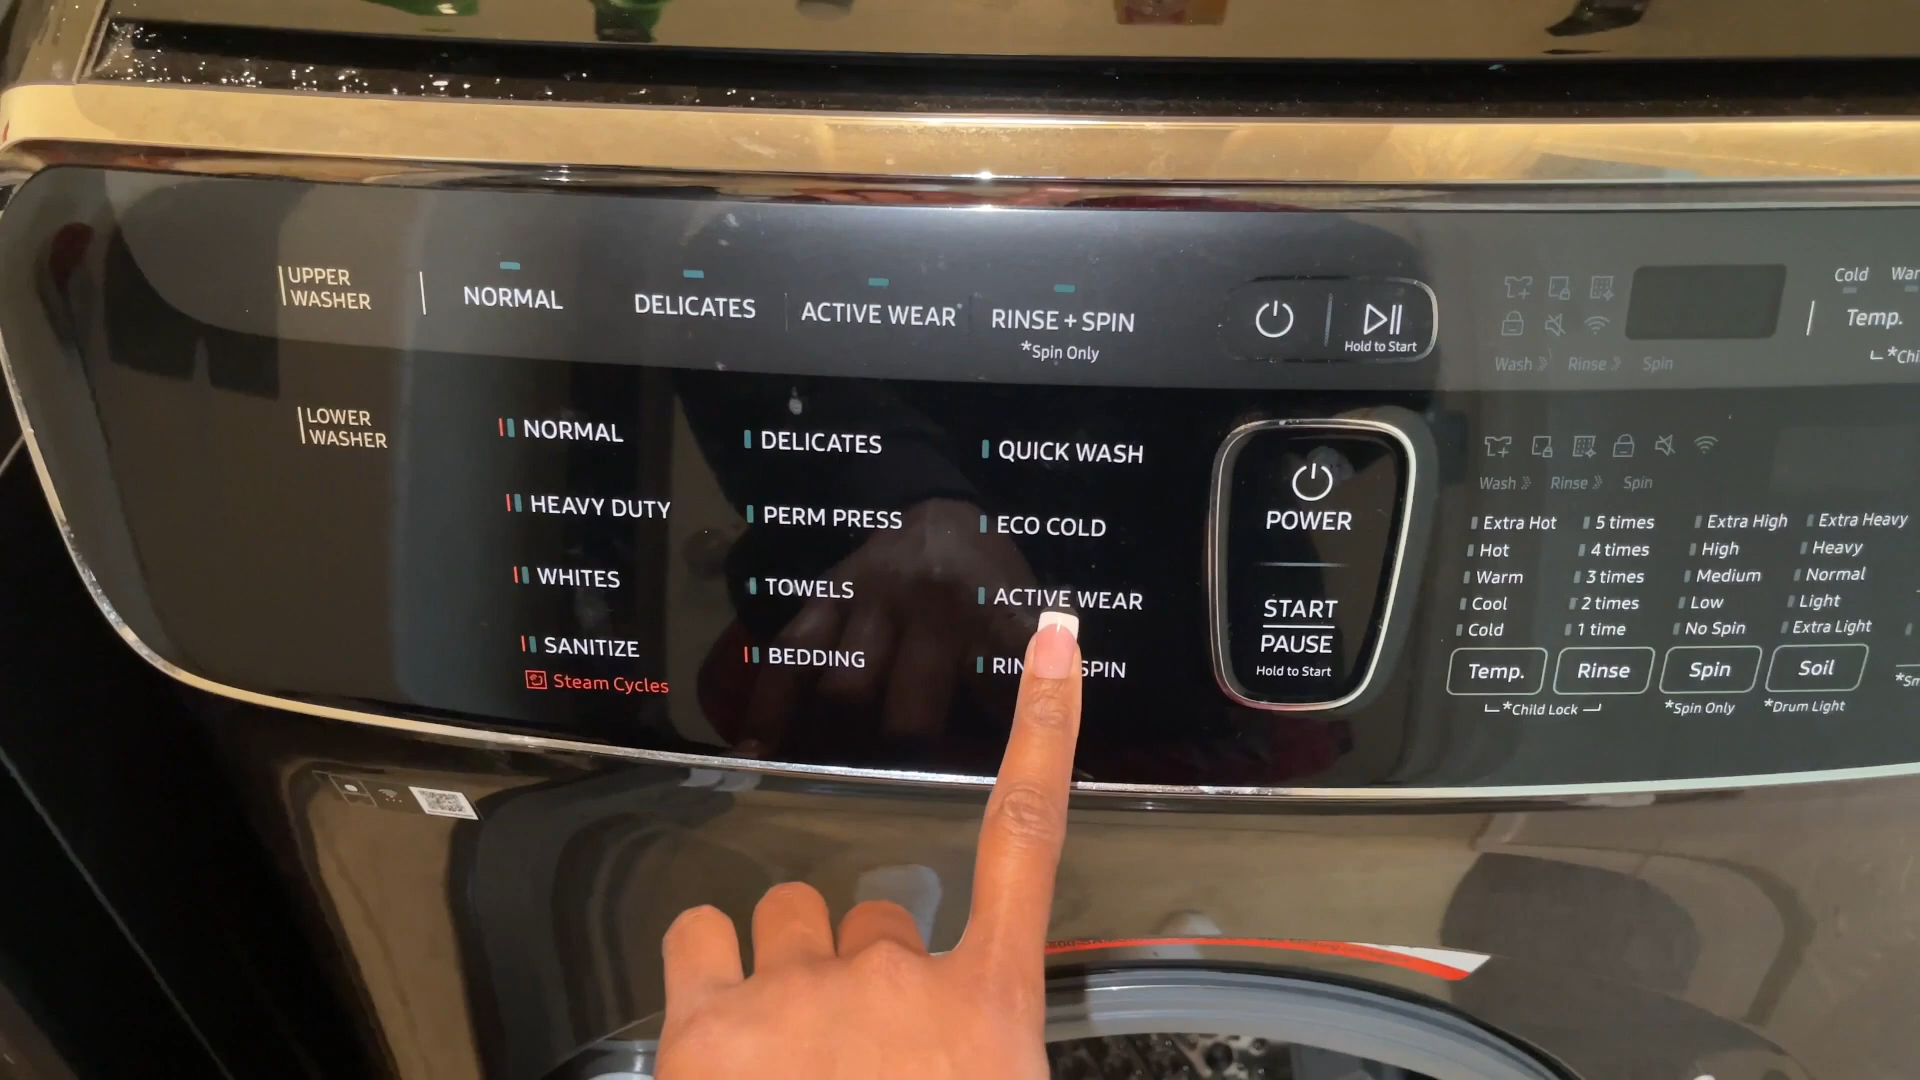 UPPER
WASHER
NORMAL
DELICATES
ACTIVE WEAR
RINSE + SPIN
*Spin Only
Hold to Start
Wash Rinse Spin
Cold
Temp.
LOWER
WASHER
NORMAL
DELICATES
QUICK WASH
HEAVY DUTY
PERM PRESS
ECO COLD
WHITES
TOWELS
ACTIVE WEAR
SANITIZE
BEDDING
SPIN
Steam Cycles
POWER
START
PAUSE
Hold to Start
Wash Rinse Spin
Extra Hot 5 times Extra High Extra Heavy
Hot 4 times High Heavy
Warm 3 times Medium Normal
Cool 2 times Low Light
Cold 1 time No Spin Extra Light
Temp. Rinse Spin Soil
*Child Lock *Spin Only *Drum Light